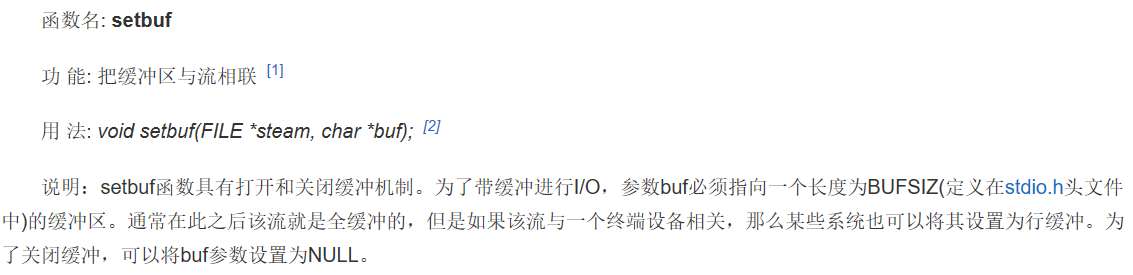 函数名: setbuf
功 能: 把缓冲区与流相联 [1]
用 法: void setbuf(FILE *steam, char *buf); [2]
说明：setbuf函数具有打开和关闭缓冲机制。为了带缓冲进行I/O，参数buf必须指向一个长度为BUFSIZ(定义在stdio.h头文件
中)的缓冲区。通常在此之后该流就是全缓冲的，但是如果该流与一个终端设备相关，那么某些系统也可以将其设置为行缓冲。为
了关闭缓冲，可以将buf参数设置为NULL。